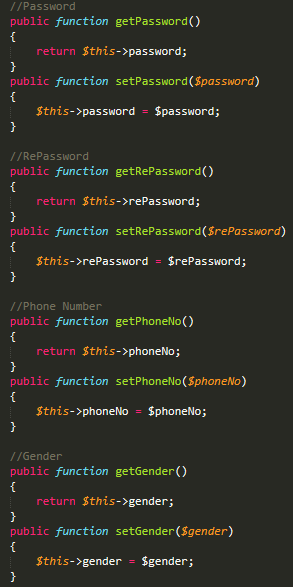 //Password
public function getPassword()
{
    return $this->password;
}
public function setPassword($password)
{
    $this->password = $password;
}

//RePassword
public function getRePassword()
{
    return $this->rePassword;
}
public function setRePassword($rePassword)
{
    $this->rePassword = $rePassword;
}

//Phone Number
public function getPhoneNo()
{
    return $this->phoneNo;
}
public function setPhoneNo($phoneNo)
{
    $this->phoneNo = $phoneNo;
}

//Gender
public function getGender()
{
    return $this->gender;
}
public function setGender($gender)
{
    $this->gender = $gender;
}